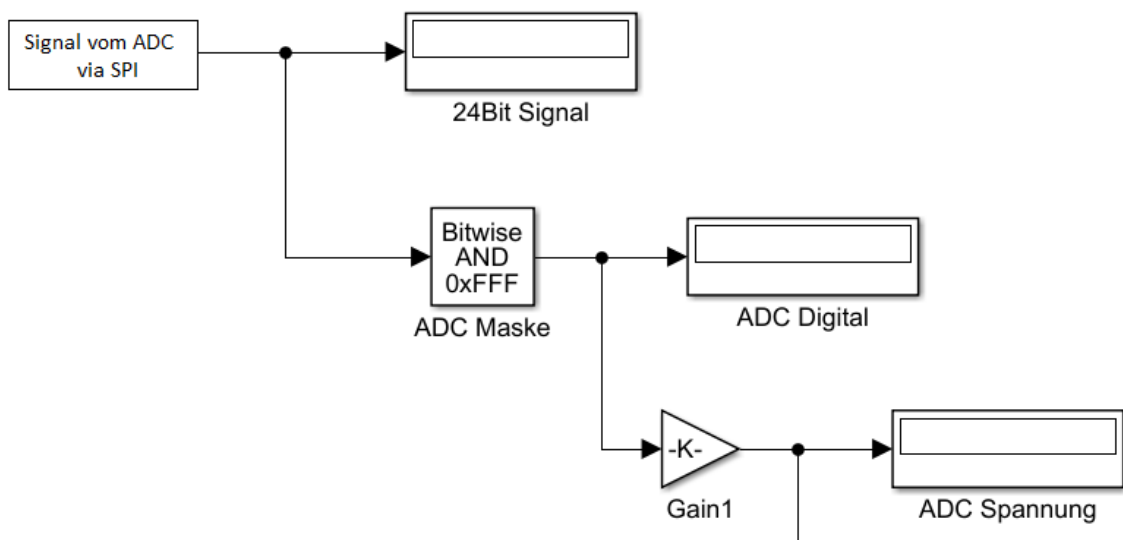 Signal vom ADC
via SPI
24Bit Signal
Bitwise
AND
0xFFF
ADC Maske
ADC Digital
-K-
Gain1
ADC Spannung